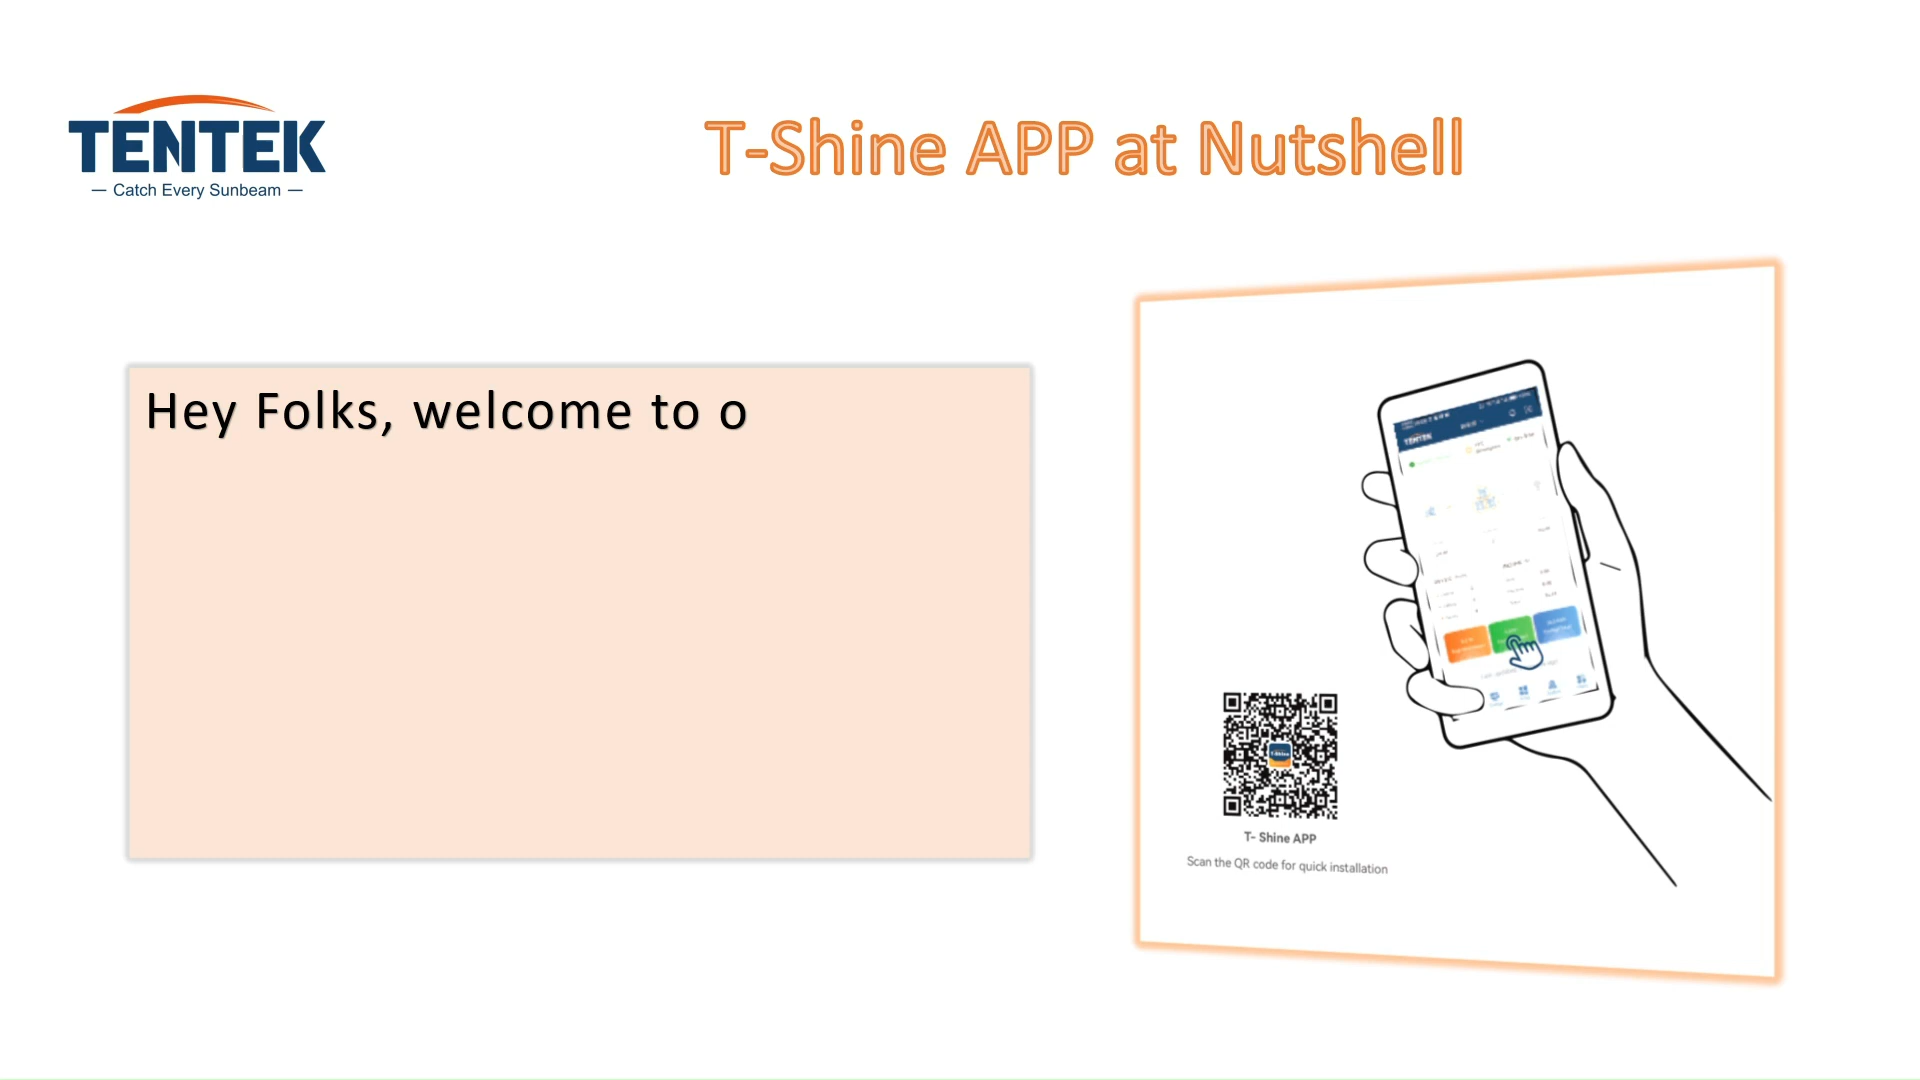 TENTEK
— Catch Every Sunbeam —
T-Shine APP at Nutshell
Hey Folks, welcome to o
TENTEK
T- Shine APP
Scan the QR code for quick installation